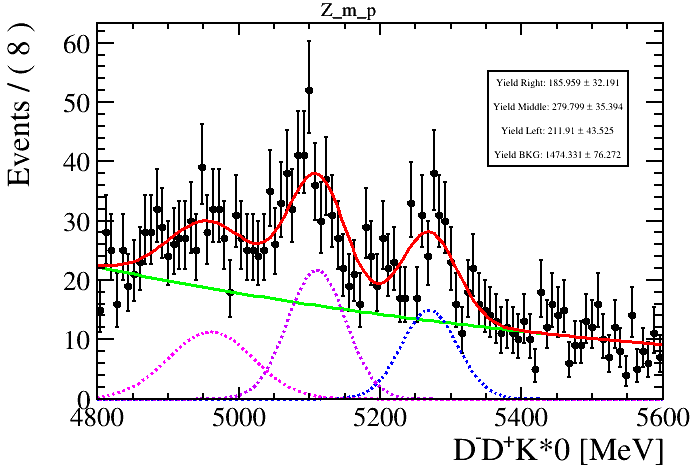 Z_m_p
Events / ( 8 )
60
50
40
30
20
10
0
Yield Right: 185.959 ± 32.191
Yield Middle: 279.799 ± 35.394
Yield Left: 211.91 ± 43.525
Yield BKG: 1474.331 ± 76.272
4800 5000 5200 5400 5600
D⁻D⁺K*0 [MeV]